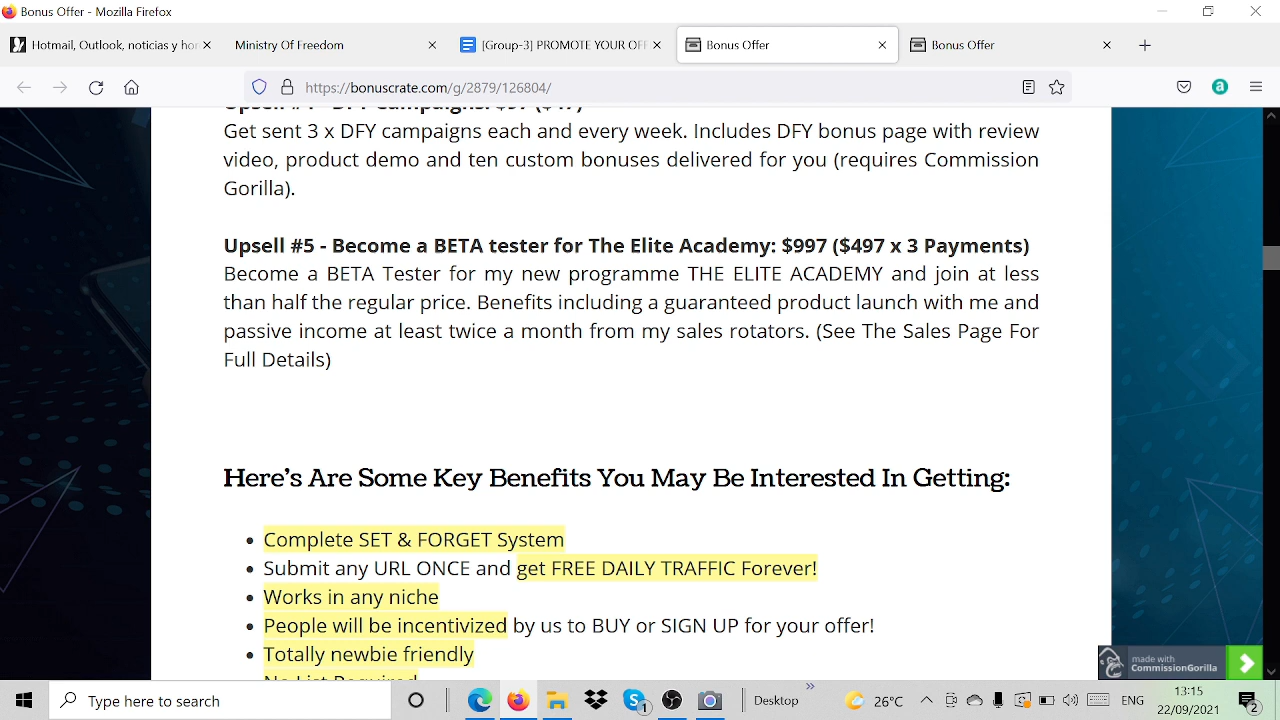 Bonus Offer - Mozilla Firefox
Hotmail, Outlook, noticias y ho
Ministry Of Freedom
[Group-3] PROMOTE YOUR OFF
Bonus Offer
Bonus Offer
https://bonuscrate.com/g/2879/126804/
Get sent 3 x DFY campaigns each and every week. Includes DFY bonus page with review
video, product demo and ten custom bonuses delivered for you (requires Commission
Gorilla).
Upsell #5 - Become a BETA tester for The Elite Academy: $997 ($497 x 3 Payments)
Become a BETA Tester for my new programme THE ELITE ACADEMY and join at less
than half the regular price. Benefits including a guaranteed product launch with me and
passive income at least twice a month from my sales rotators. (See The Sales Page For
Full Details)
Here's Are Some Key Benefits You May Be Interested In Getting:
• Complete SET & FORGET System
• Submit any URL ONCE and get FREE DAILY TRAFFIC Forever!
• Works in any niche
• People will be incentivized by us to BUY or SIGN UP for your offer!
• Totally newbie friendly
No List Required
made with
CommissionGorilla
Type here to search
1
Desktop
»
26°C
ENG
13:15
22/09/2021
2